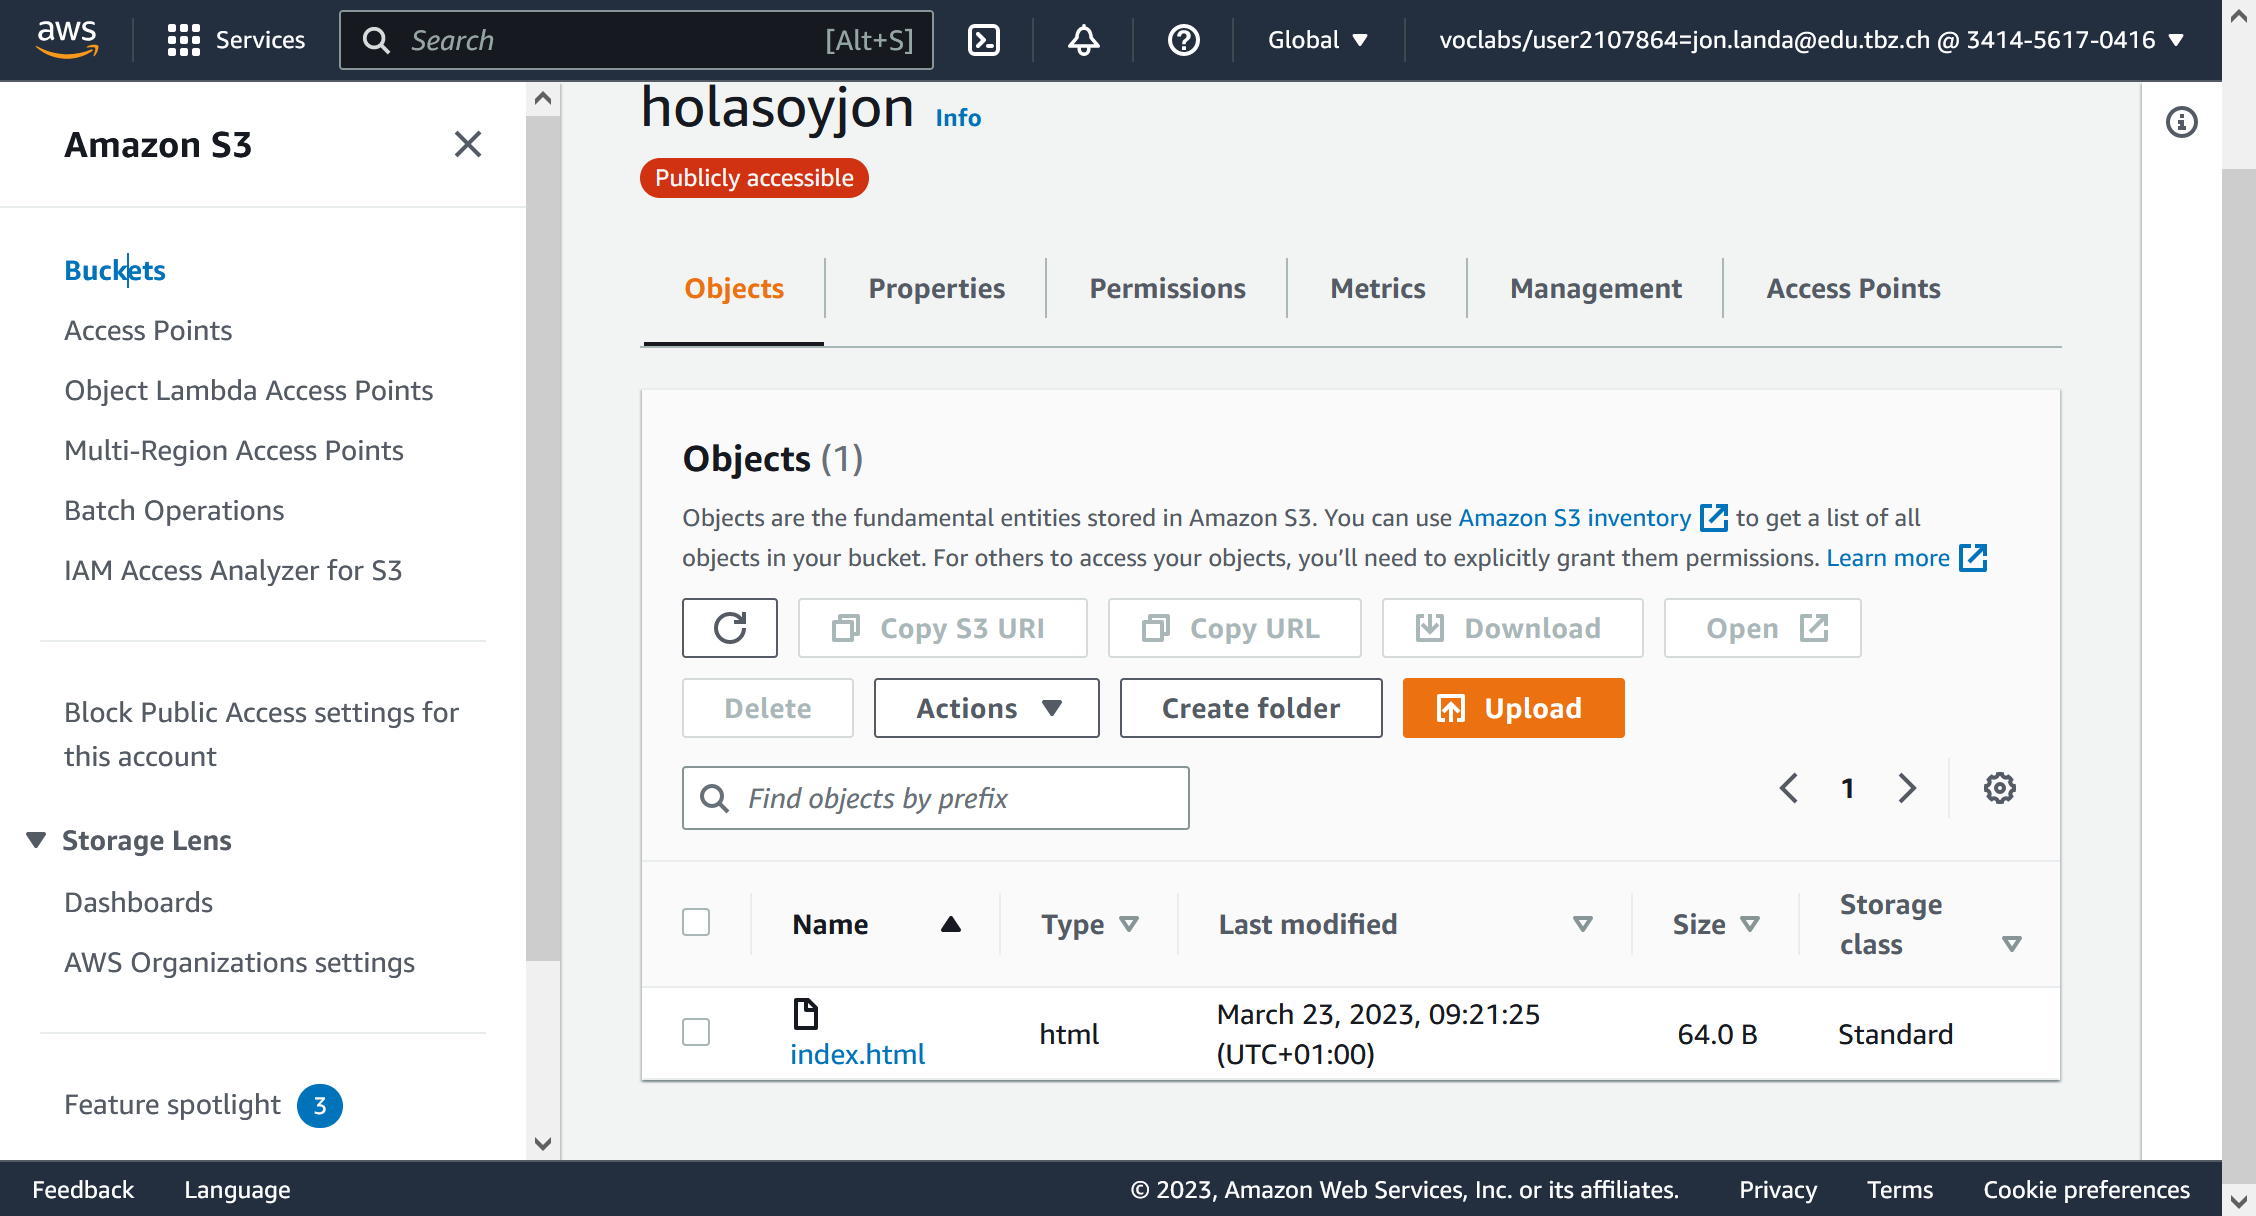 aws
Services
Search [Alt+S]
Global
voclabs/user2107864=jon.landa@edu.tbz.ch @ 3414-5617-0416
Amazon S3
Buckets
Access Points
Object Lambda Access Points
Multi-Region Access Points
Batch Operations
IAM Access Analyzer for S3
Block Public Access settings for
this account
Storage Lens
Dashboards
AWS Organizations settings
Feature spotlight 3
holasoyjon Info
Publicly accessible
Objects Properties Permissions Metrics Management Access Points
Objects (1)
Objects are the fundamental entities stored in Amazon S3. You can use Amazon S3 inventory to get a list of all
objects in your bucket. For others to access your objects, you’ll need to explicitly grant them permissions. Learn more
Copy S3 URI Copy URL Download Open
Delete Actions Create folder Upload
Find objects by prefix
1
Name Type Last modified Size Storage
class
index.html html March 23, 2023, 09:21:25
(UTC+01:00) 64.0 B Standard
Feedback Language © 2023, Amazon Web Services, Inc. or its affiliates. Privacy Terms Cookie preferences